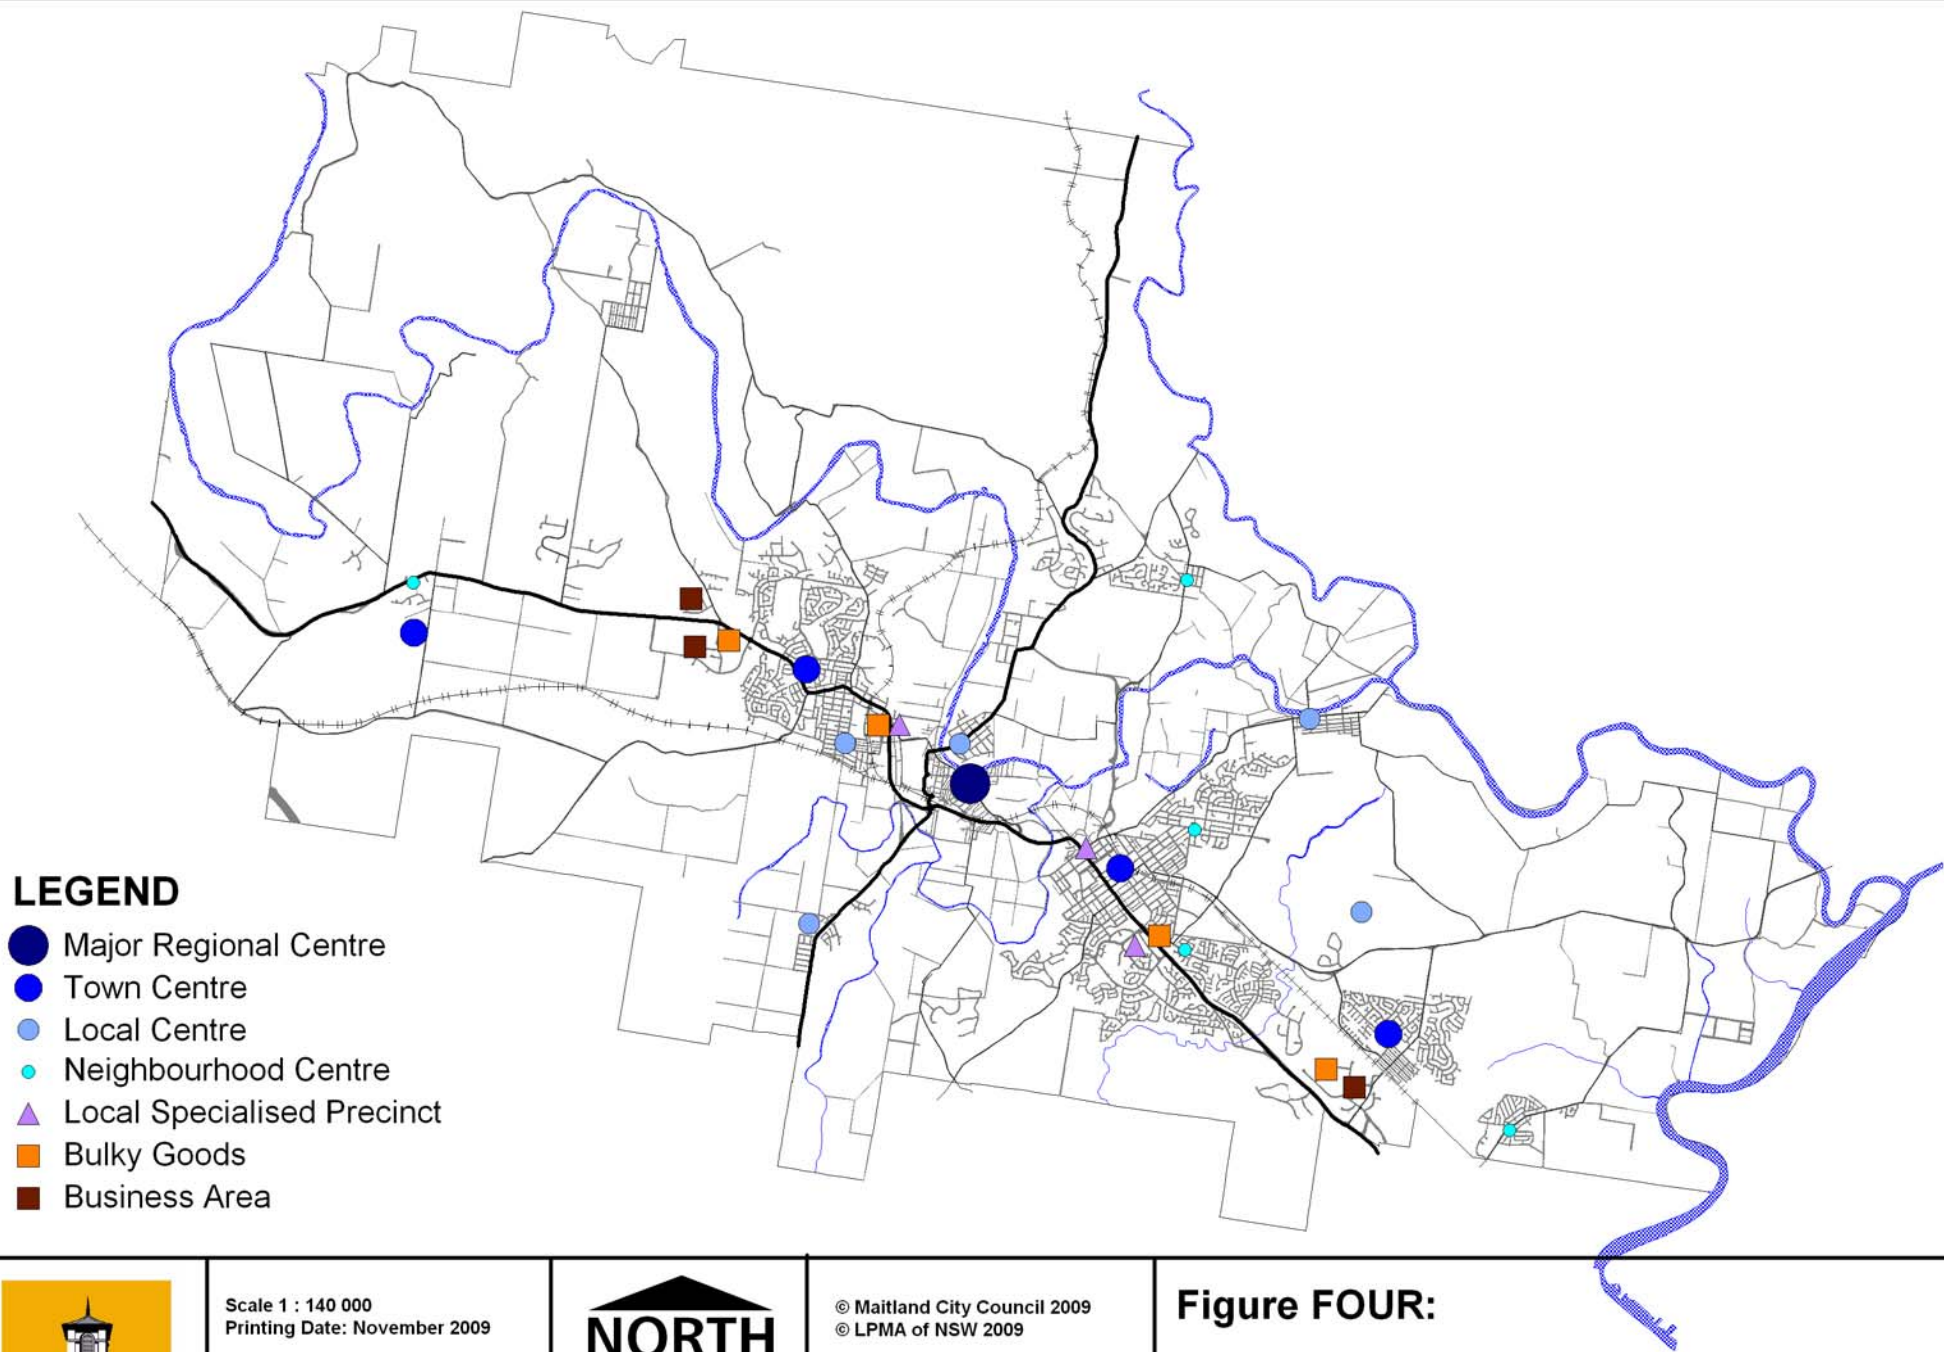 LEGEND
Major Regional Centre
Town Centre
Local Centre
Neighbourhood Centre
Local Specialised Precinct
Bulky Goods
Business Area
Scale 1 : 140 000
Printing Date: November 2009
NORTH
© Maitland City Council 2009
© LPMA of NSW 2009
Figure FOUR: